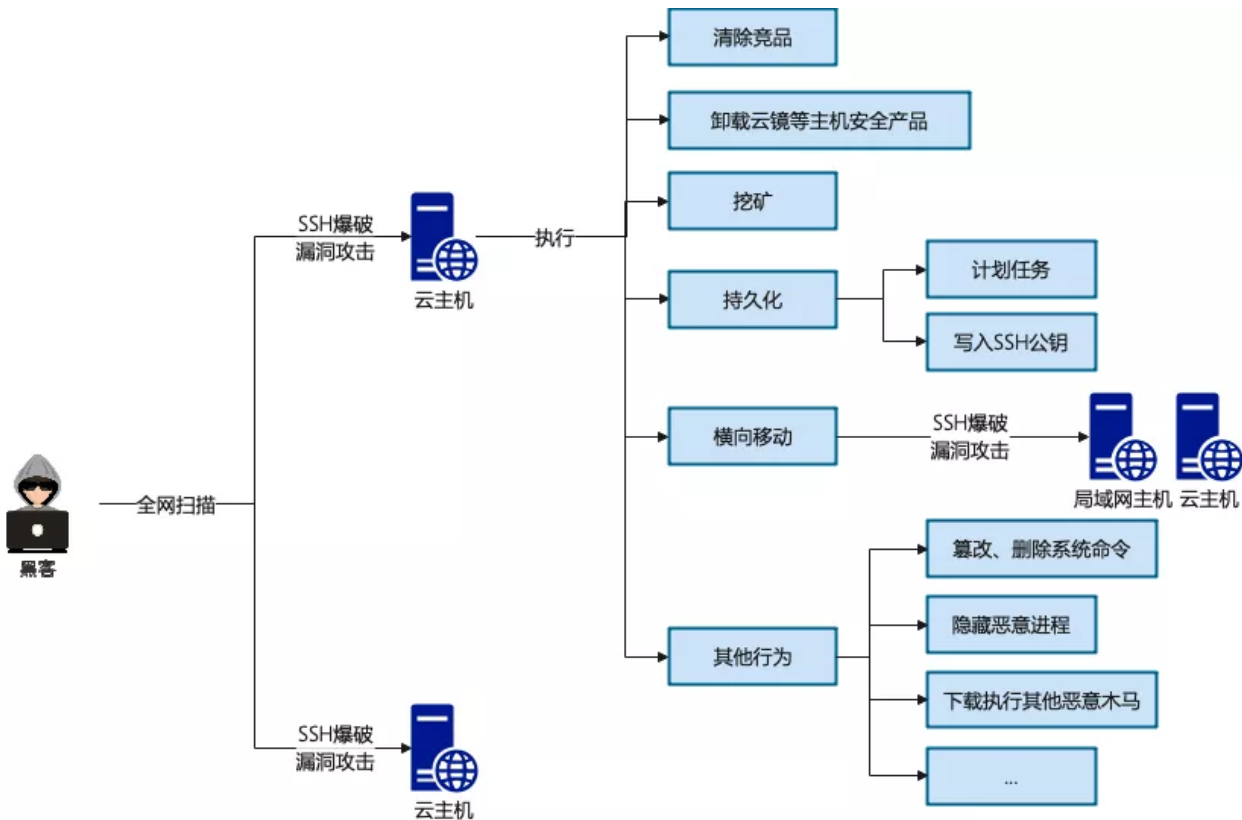 清除竞品
卸载云镜等主机安全产品
挖矿
SSH爆破
漏洞攻击
云主机
执行
持久化
计划任务
写入SSH公钥
横向移动
SSH爆破
漏洞攻击
局域网主机
云主机
全网扫描
黑客
其他行为
篡改、删除系统命令
隐藏恶意进程
下载执行其他恶意木马
...
SSH爆破
漏洞攻击
云主机